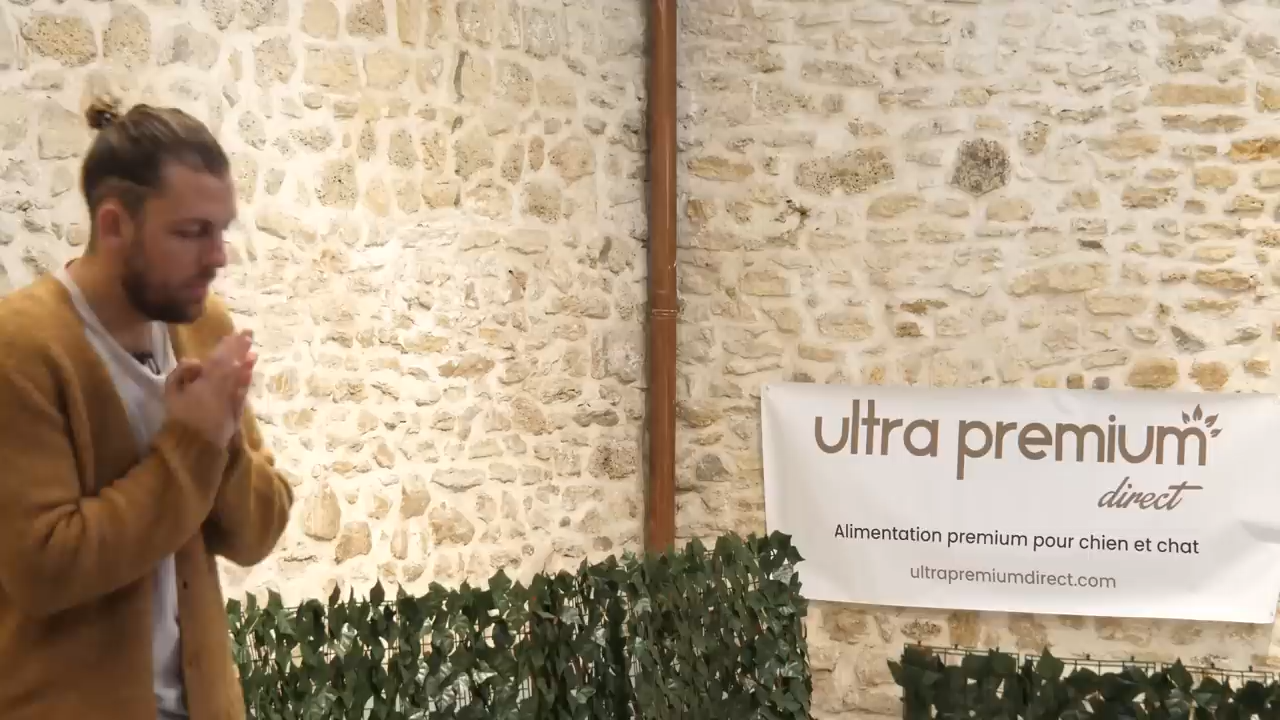 ultra premium
direct
Alimentation premium pour chien et chat
ultrapremiumdirect.com